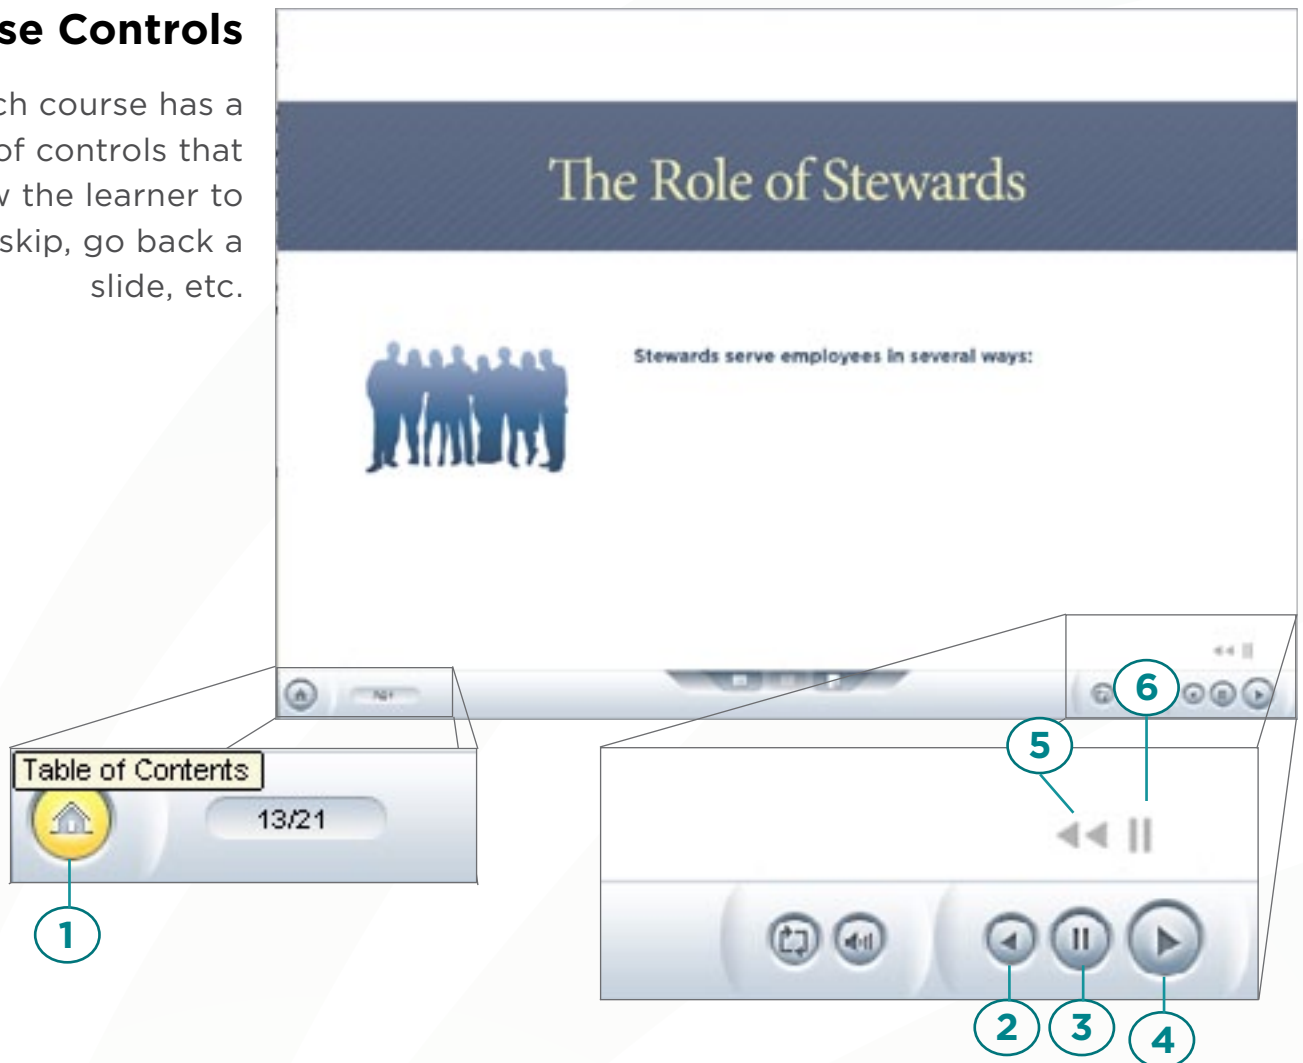 se Controls
ch course has a
of controls that
w the learner to
skip, go back a
slide, etc.
The Role of Stewards
Stewards serve employees in several ways:
Table of Contents
13/21
1
5
6
2
3
4